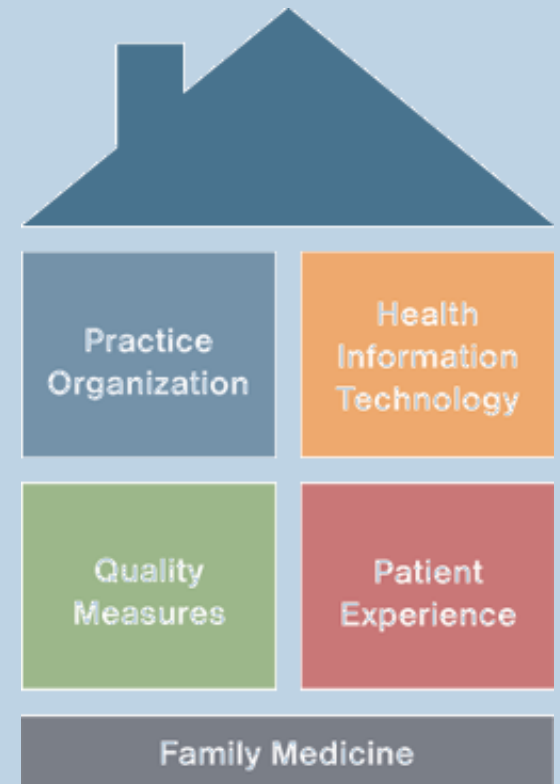 Practice
Organization
Health
Information
Technology
Quality
Measures
Patient
Experience
Family Medicine